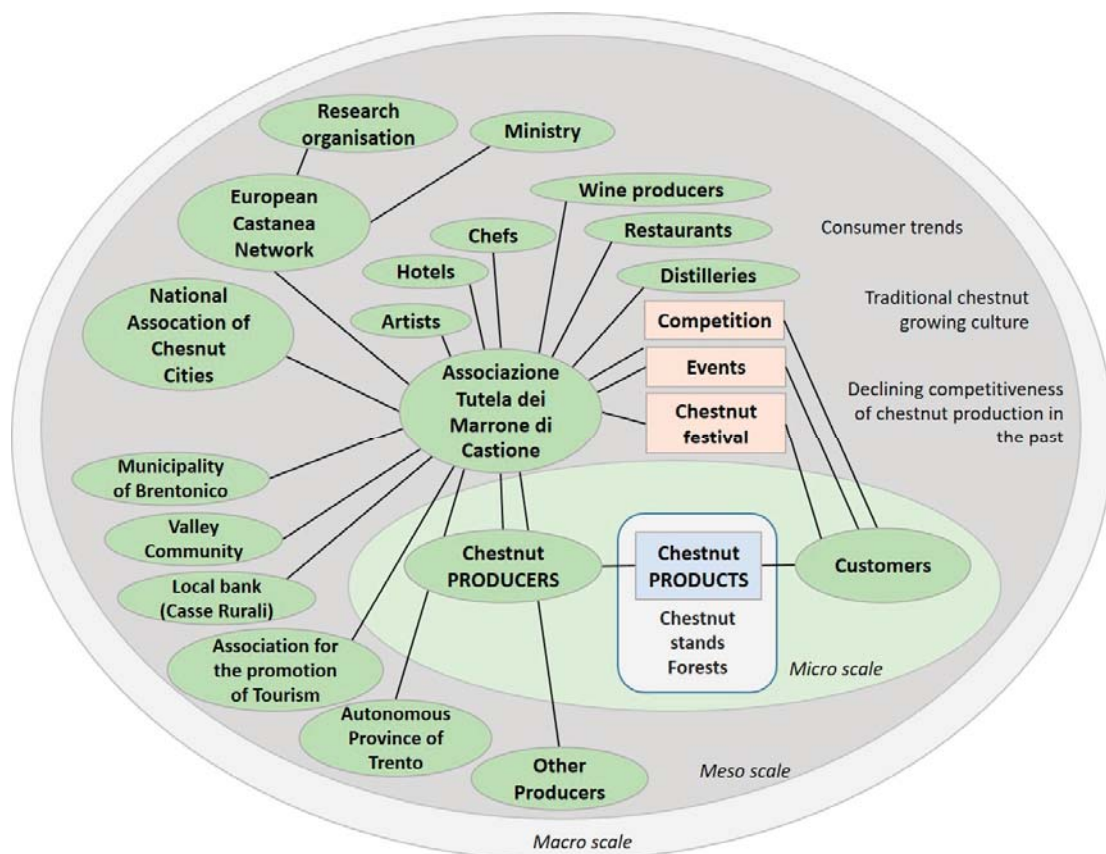 Research
organisation
Ministry
European
Castanea
Network
Wine producers
Chefs
Restaurants
Consumer trends
Hotels
Distilleries
National
Assocation of
Chesnut
Cities
Artists
Competition
Traditional chestnut
growing culture
Associazione
Tutela dei
Marrone di
Castione
Events
Chestnut
festival
Declining competitiveness
of chestnut production in
the past
Municipality
of Brentonico
Valley
Community
Chestnut
PRODUCERS
Chestnut
PRODUCTS
Customers
Local bank
(Casse Rurali)
Chestnut
stands
Forests
Association for
the promotion
of Tourism
Micro scale
Autonomous
Province of
Trento
Other
Producers
Meso scale
Macro scale